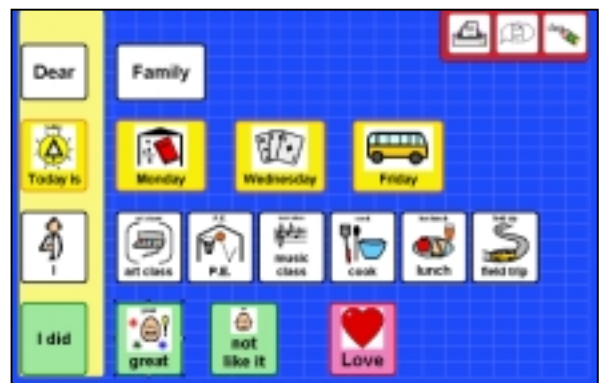 Dear
Family
Today is
Monday
Wednesday
Friday
I
art class
P.E.
music
class
cook
lunch
field trip
I did
great
not
like it
Love